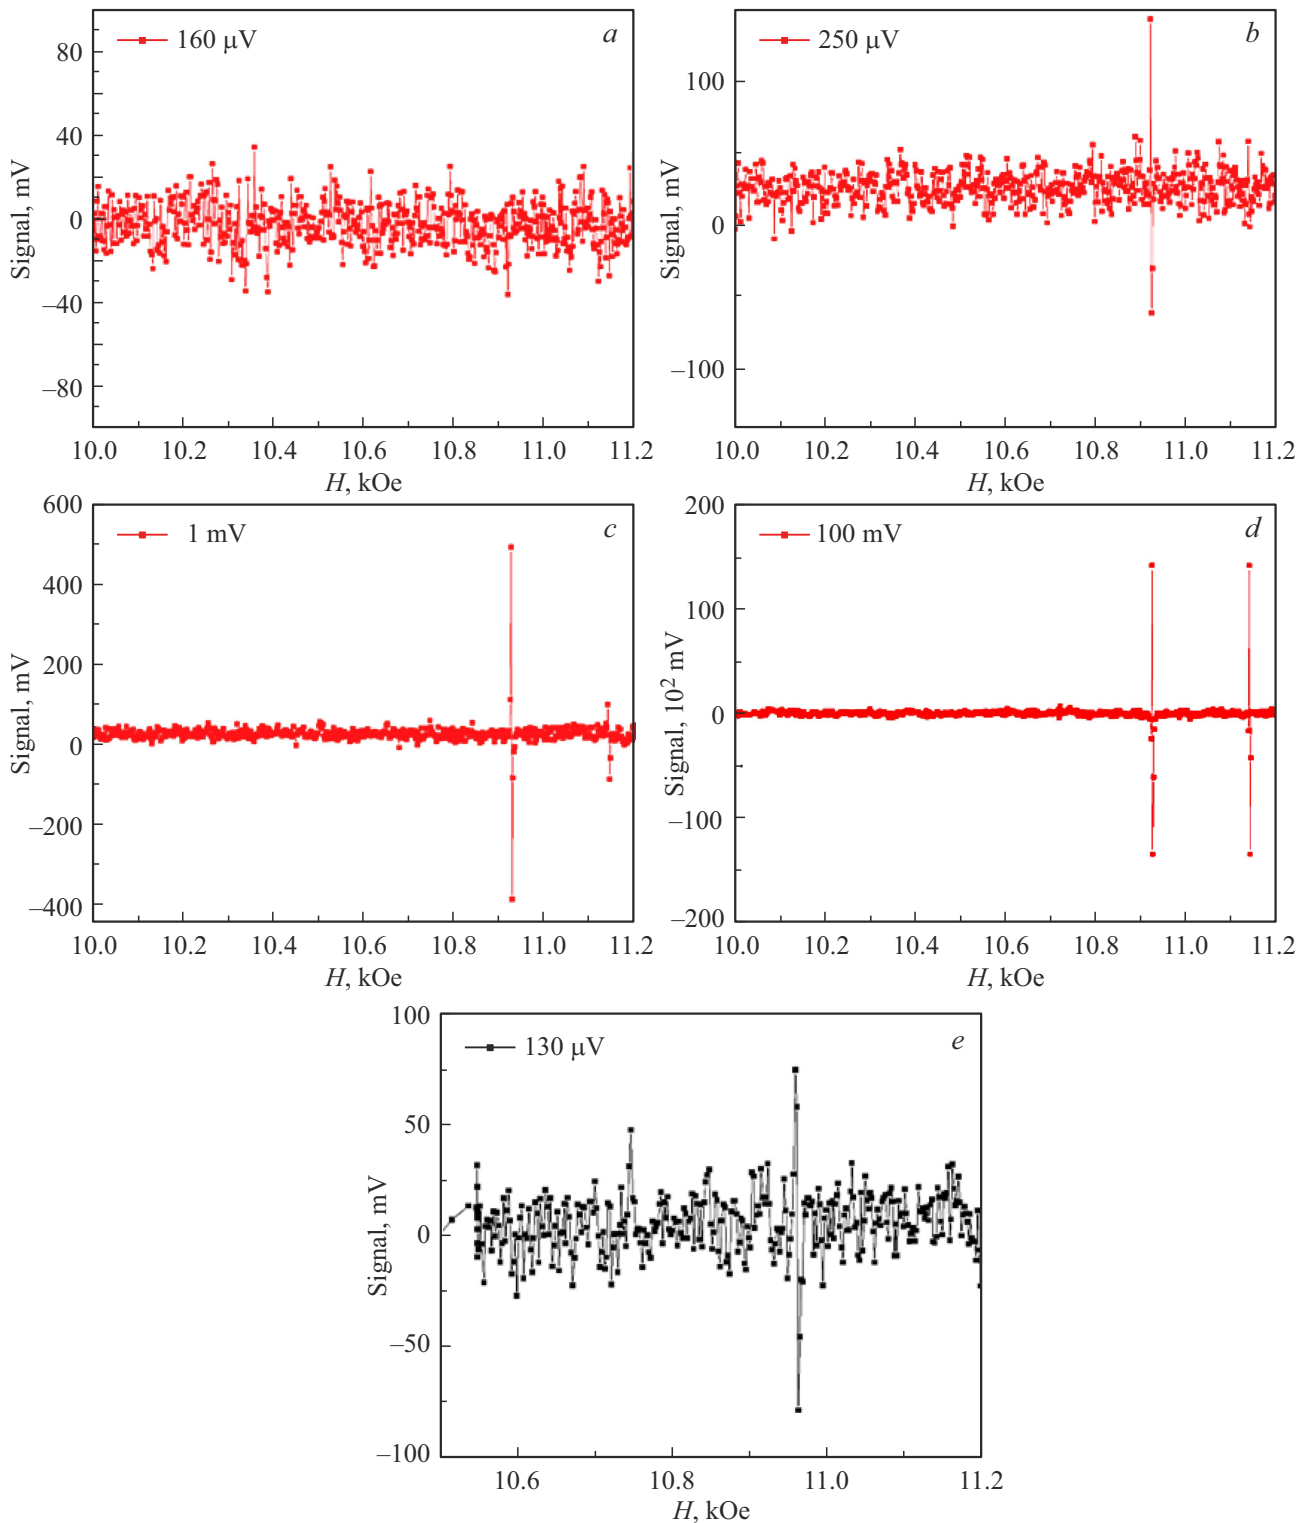 160 μV
a
80
40
0
−40
−80
Signal, mV
10.0 10.2 10.4 10.6 10.8 11.0 11.2
H, kOe
250 μV
b
100
0
−100
Signal, mV
10.0 10.2 10.4 10.6 10.8 11.0 11.2
H, kOe
1 mV
c
600
400
200
0
−200
−400
Signal, mV
10.0 10.2 10.4 10.6 10.8 11.0 11.2
H, kOe
100 mV
d
200
100
0
−100
−200
Signal, 10² mV
10.0 10.2 10.4 10.6 10.8 11.0 11.2
H, kOe
130 μV
e
100
50
0
−50
−100
Signal, mV
10.6 10.8 11.0 11.2
H, kOe